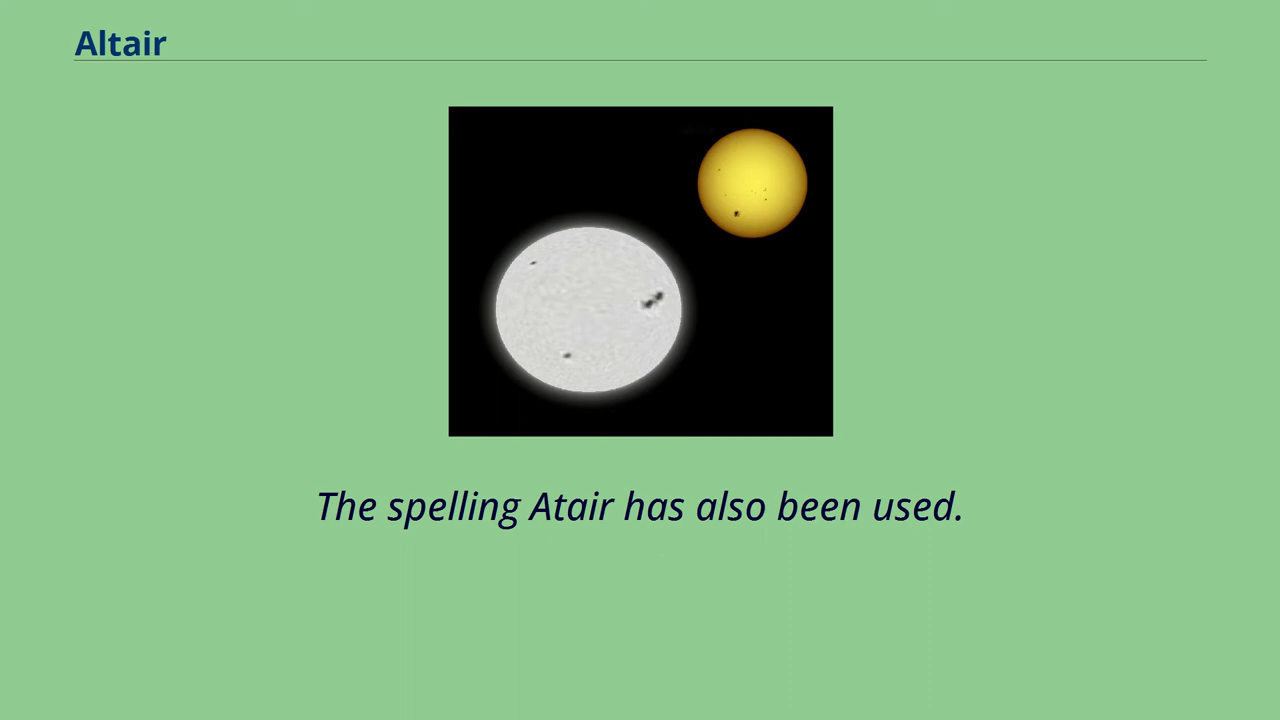 Altair
The spelling Atair has also been used.